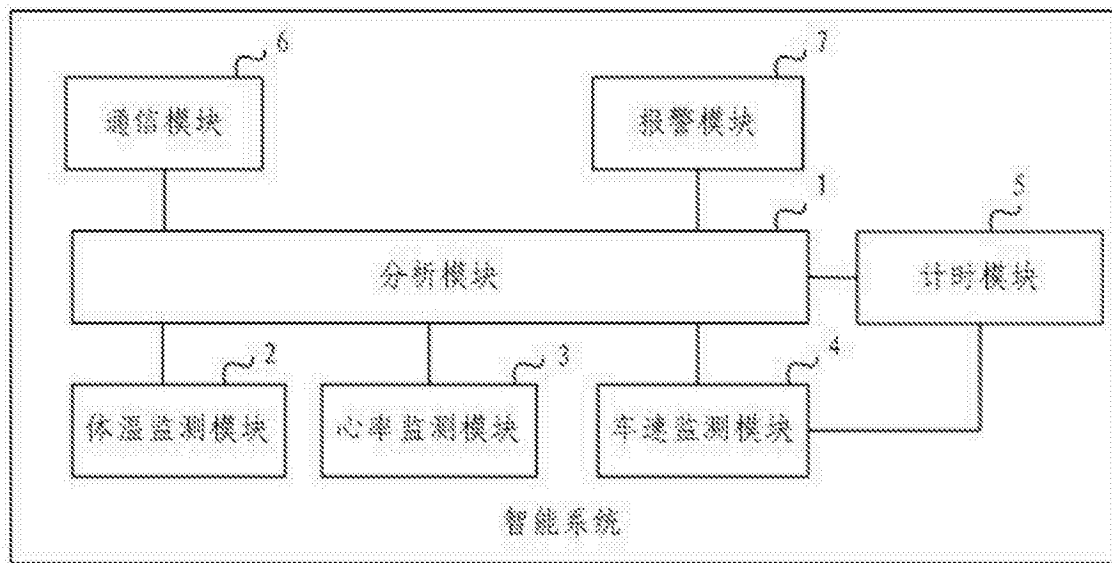 6
7
通信模块
报警模块
1
5
分析模块
计时模块
2
3
4
体温监测模块
心率监测模块
车速监测模块
智能系统